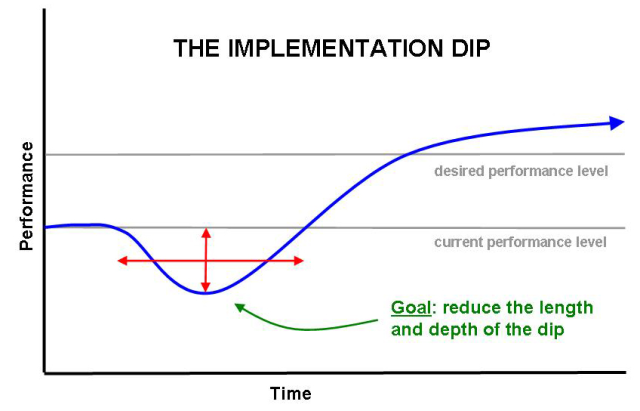 THE IMPLEMENTATION DIP
Performance
desired performance level
current performance level
Goal: reduce the length
and depth of the dip
Time